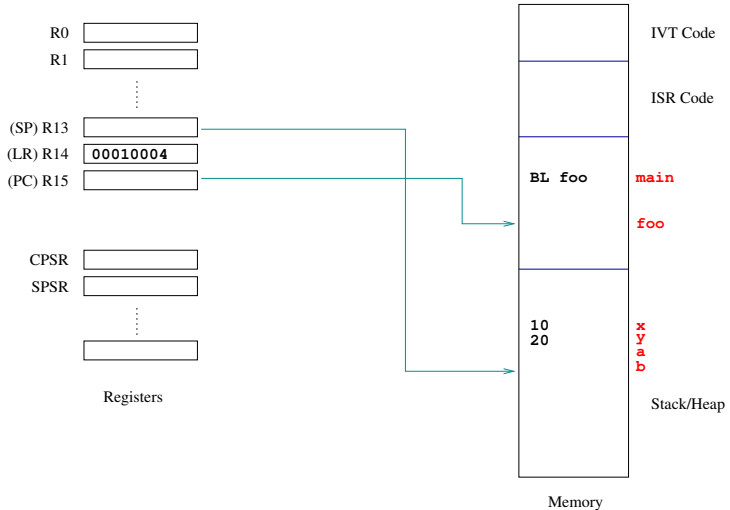 R0
R1
(SP) R13
(LR) R14 00010004
(PC) R15
CPSR
SPSR
Registers
IVT Code
ISR Code
BL foo main
foo
10 x
20 y
a
b
Stack/Heap
Memory